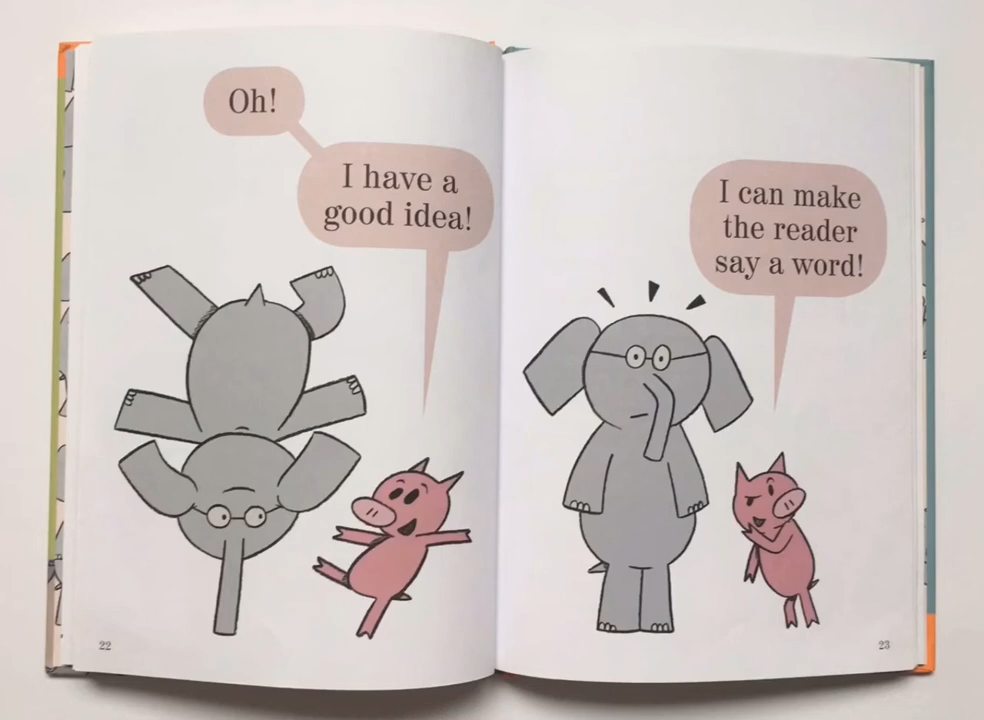 Oh!
I have a
good idea!
22
I can make
the reader
say a word!
23